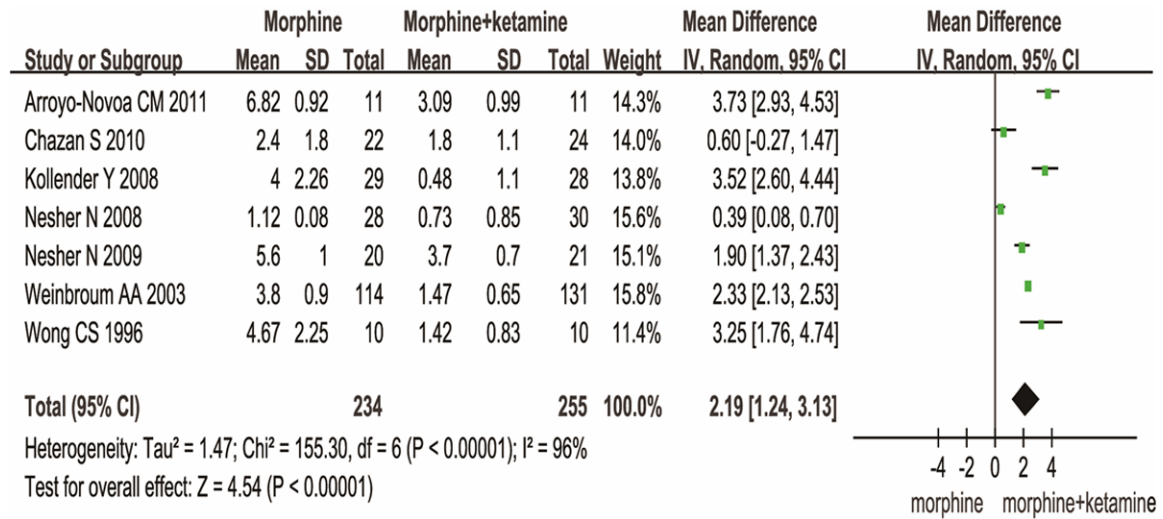 Morphine Morphine+ketamine Mean Difference Mean Difference
Study or Subgroup Mean SD Total Mean SD Total Weight IV, Random, 95% CI IV, Random, 95% CI
Arroyo-Novoa CM 2011 6.82 0.92 11 3.09 0.99 11 14.3% 3.73 [2.93, 4.53]
Chazan S 2010 2.4 1.8 22 1.8 1.1 24 14.0% 0.60 [-0.27, 1.47]
Kollender Y 2008 4 2.26 29 0.48 1.1 28 13.8% 3.52 [2.60, 4.44]
Nesher N 2008 1.12 0.08 28 0.73 0.85 30 15.6% 0.39 [0.08, 0.70]
Nesher N 2009 5.6 1 20 3.7 0.7 21 15.1% 1.90 [1.37, 2.43]
Weinbroum AA 2003 3.8 0.9 114 1.47 0.65 131 15.8% 2.33 [2.13, 2.53]
Wong CS 1996 4.67 2.25 10 1.42 0.83 10 11.4% 3.25 [1.76, 4.74]
Total (95% CI) 234 255 100.0% 2.19 [1.24, 3.13]
Heterogeneity: Tau² = 1.47; Chi² = 155.30, df = 6 (P < 0.00001); I² = 96%
Test for overall effect: Z = 4.54 (P < 0.00001)
-4 -2 0 2 4
morphine morphine+ketamine